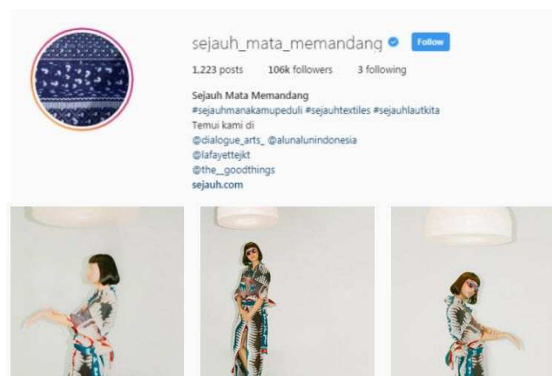 sejauh_mata_memandang Follow
1,223 posts 106k followers 3 following
Sejauh Mata Memandang
#sejauhmanakamupeduli #sejauhtextiles #sejauhlautkita
Temui kami di
@dialogue_arts_ @alunalunindonesia
@lafayettejkt
@the__goodthings
sejauh.com